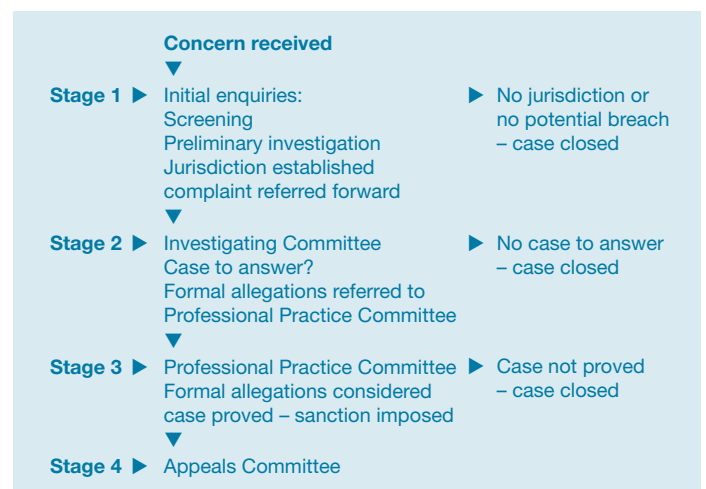 Concern received
▼
Stage 1 ▶ Initial enquiries: ▶ No jurisdiction or
Screening no potential breach
Preliminary investigation – case closed
Jurisdiction established
complaint referred forward
▼
Stage 2 ▶ Investigating Committee ▶ No case to answer
Case to answer? – case closed
Formal allegations referred to
Professional Practice Committee
▼
Stage 3 ▶ Professional Practice Committee ▶ Case not proved
Formal allegations considered – case closed
case proved – sanction imposed
▼
Stage 4 ▶ Appeals Committee